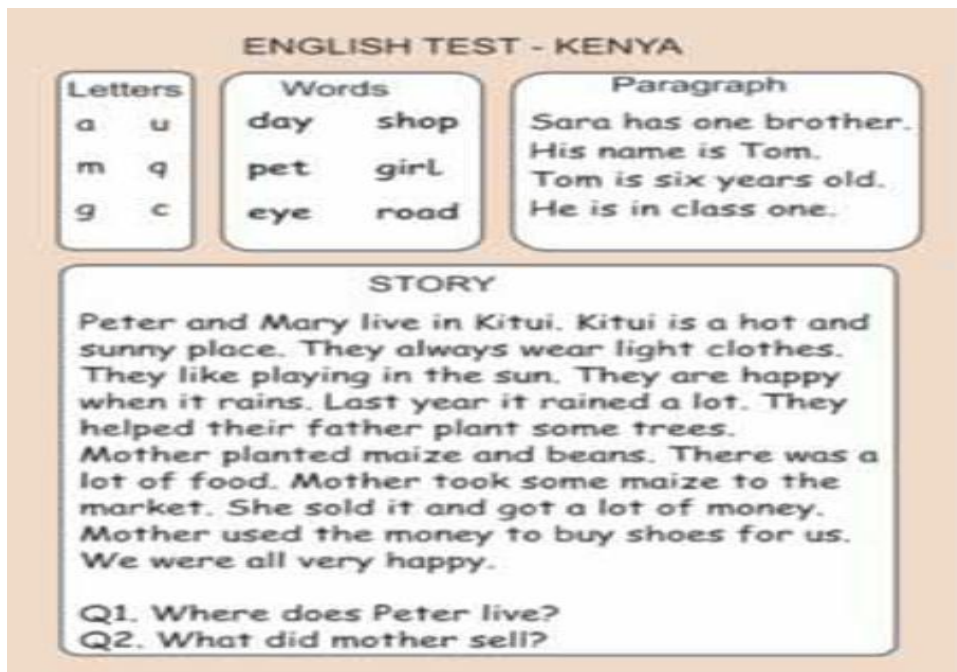 ENGLISH TEST - KENYA
Letters
a u
m q
g c
Words
day shop
pet girl
eye road
Paragraph
Sara has one brother.
His name is Tom.
Tom is six years old.
He is in class one.
STORY
Peter and Mary live in Kitui. Kitui is a hot and
sunny place. They always wear light clothes.
They like playing in the sun. They are happy
when it rains. Last year it rained a lot. They
helped their father plant some trees.
Mother planted maize and beans. There was a
lot of food. Mother took some maize to the
market. She sold it and got a lot of money.
Mother used the money to buy shoes for us.
We were all very happy.
Q1. Where does Peter live?
Q2. What did mother sell?